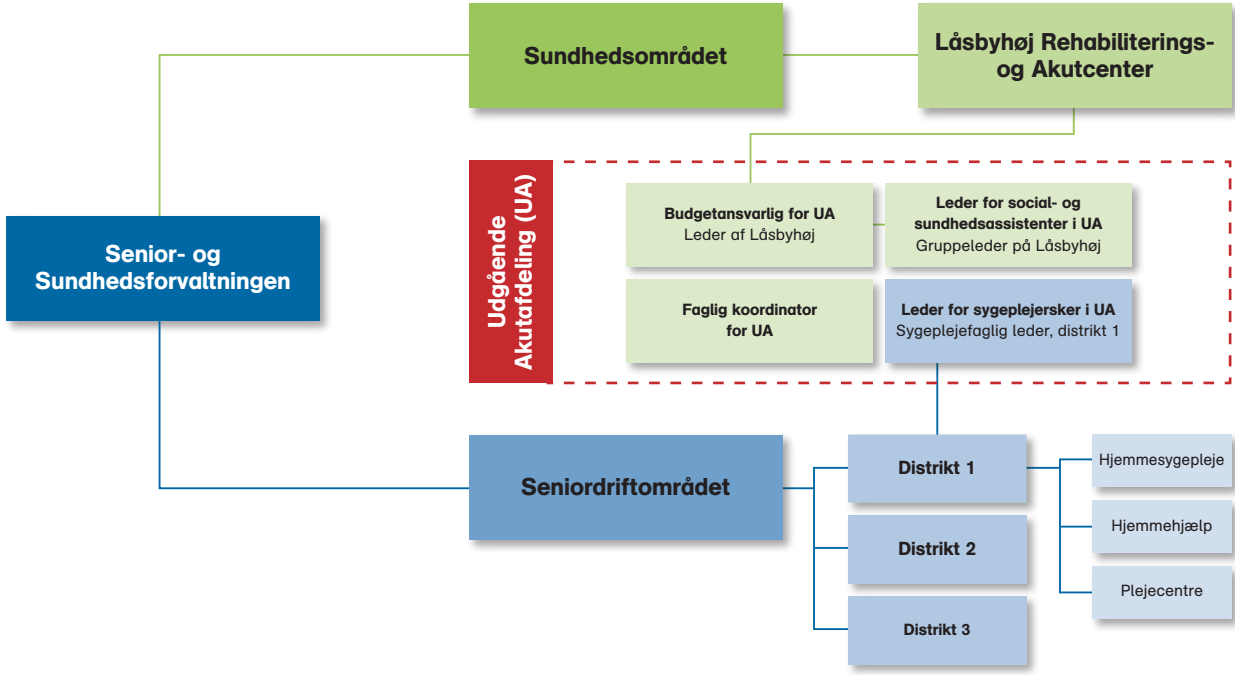 Sundhedsområdet
Låsbyhøj Rehabiliterings-
og Akutcenter
Senior- og
Sundhedsforvaltningen
Udgående
Akutafdeling (UA)
Budgetansvarlig for UA
Leder af Låsbyhøj
Leder for social- og
sundhedsassistenter i UA
Gruppeleder på Låsbyhøj
Faglig koordinator
for UA
Leder for sygeplejersker i UA
Sygeplejefaglig leder, distrikt 1
Seniordriftområdet
Distrikt 1
Distrikt 2
Distrikt 3
Hjemmesygepleje
Hjemmehjælp
Plejecentre